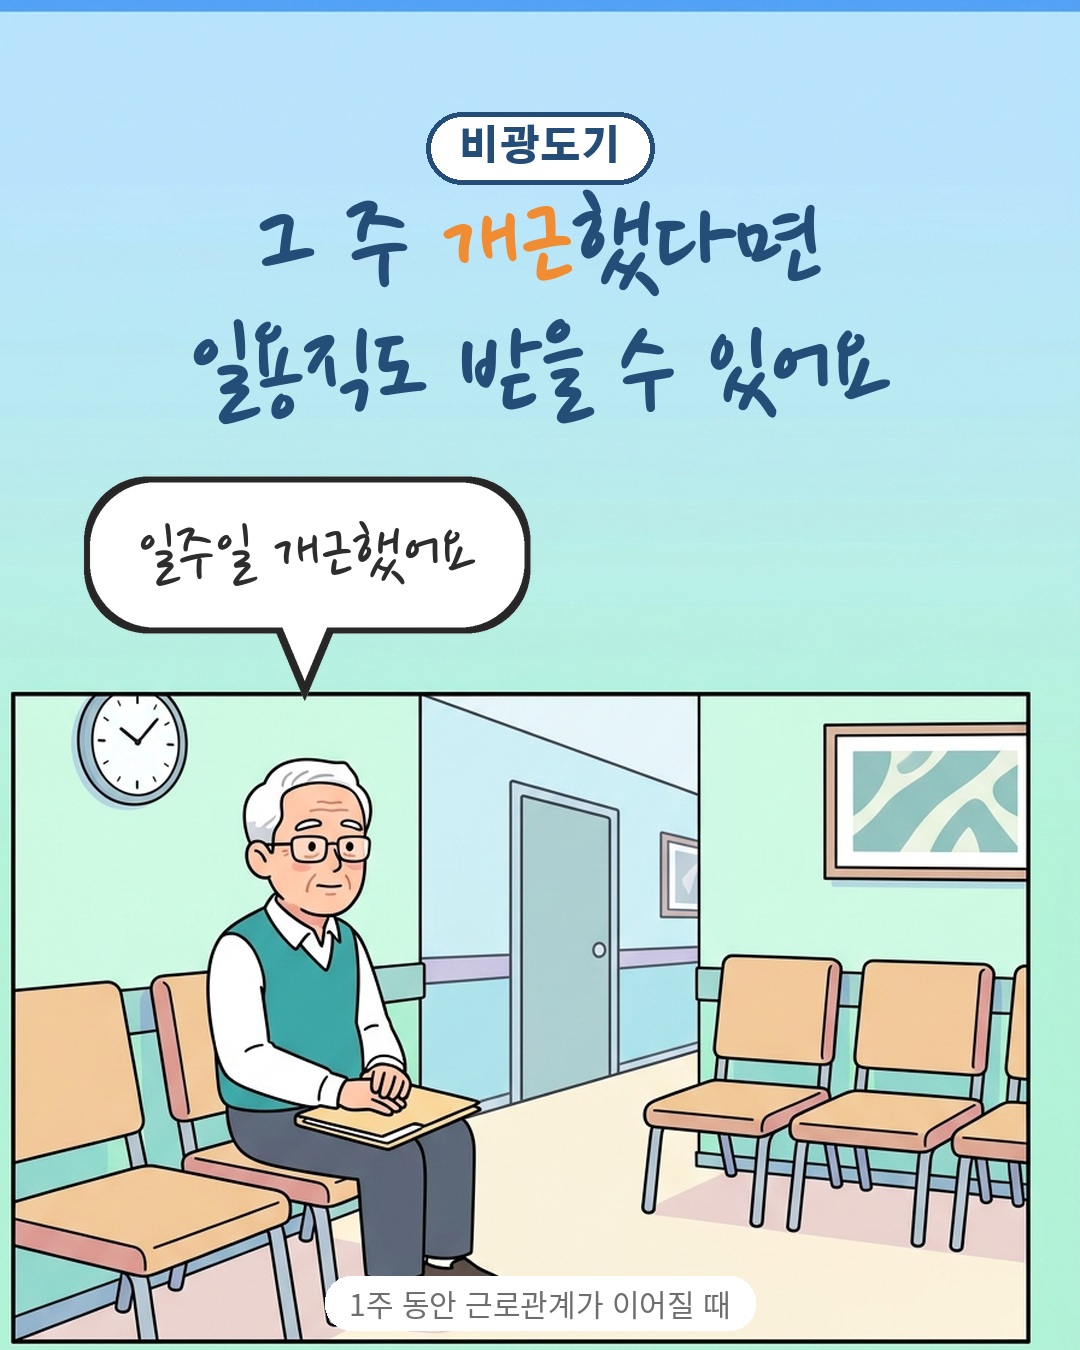 비광도기
그 주 개근했다면
일용직도 받을 수 있어요
일주일 개근했어요
1주 동안 근로관계가 이어질 때